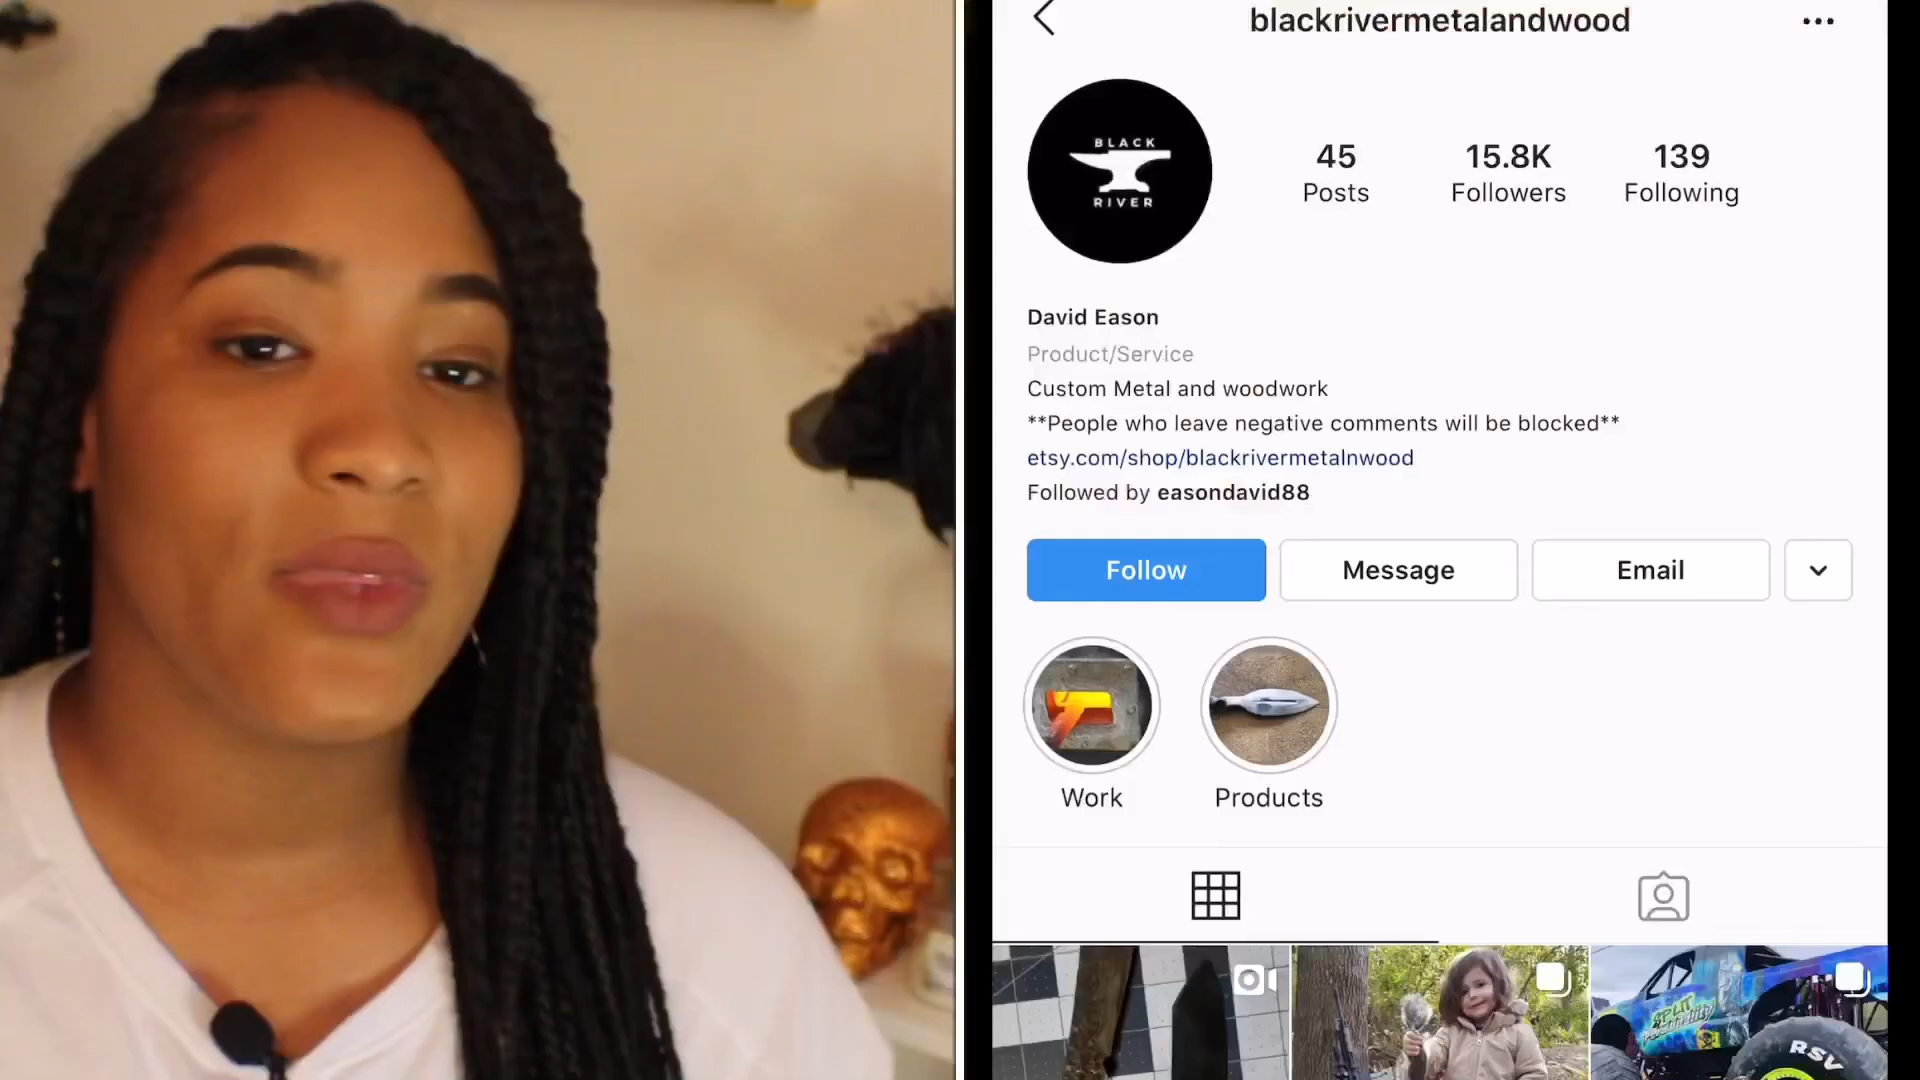 blackrivermetalandwood
BLACK
RIVER
45
Posts
15.8K
Followers
139
Following
David Eason
Product/Service
Custom Metal and woodwork
**People who leave negative comments will be blocked**
etsy.com/shop/blackrivermetalnwood
Followed by easondavid88
Follow
Message
Email
Work
Products
RSV